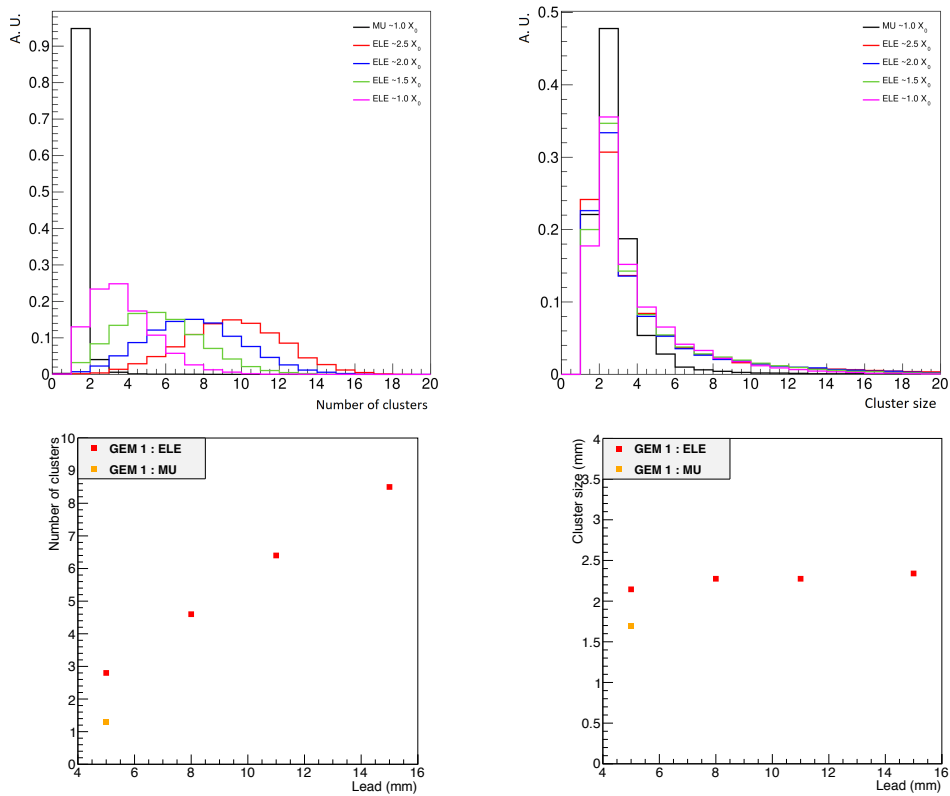 A. U.
0.9
0.8
0.7
0.6
0.5
0.4
0.3
0.2
0.1
0
0 2 4 6 8 10 12 14 16 18 20
Number of clusters
MU ~1.0 X₀
ELE ~2.5 X₀
ELE ~2.0 X₀
ELE ~1.5 X₀
ELE ~1.0 X₀
A. U.
0.5
0.4
0.3
0.2
0.1
0
0 2 4 6 8 10 12 14 16 18 20
Cluster size
MU ~1.0 X₀
ELE ~2.5 X₀
ELE ~2.0 X₀
ELE ~1.5 X₀
ELE ~1.0 X₀
Number of clusters
10
9
8
7
6
5
4
3
2
1
0
4 6 8 10 12 14 16
Lead (mm)
GEM 1 : ELE
GEM 1 : MU
Cluster size (mm)
4
3.5
3
2.5
2
1.5
1
0.5
0
4 6 8 10 12 14 16
Lead (mm)
GEM 1 : ELE
GEM 1 : MU